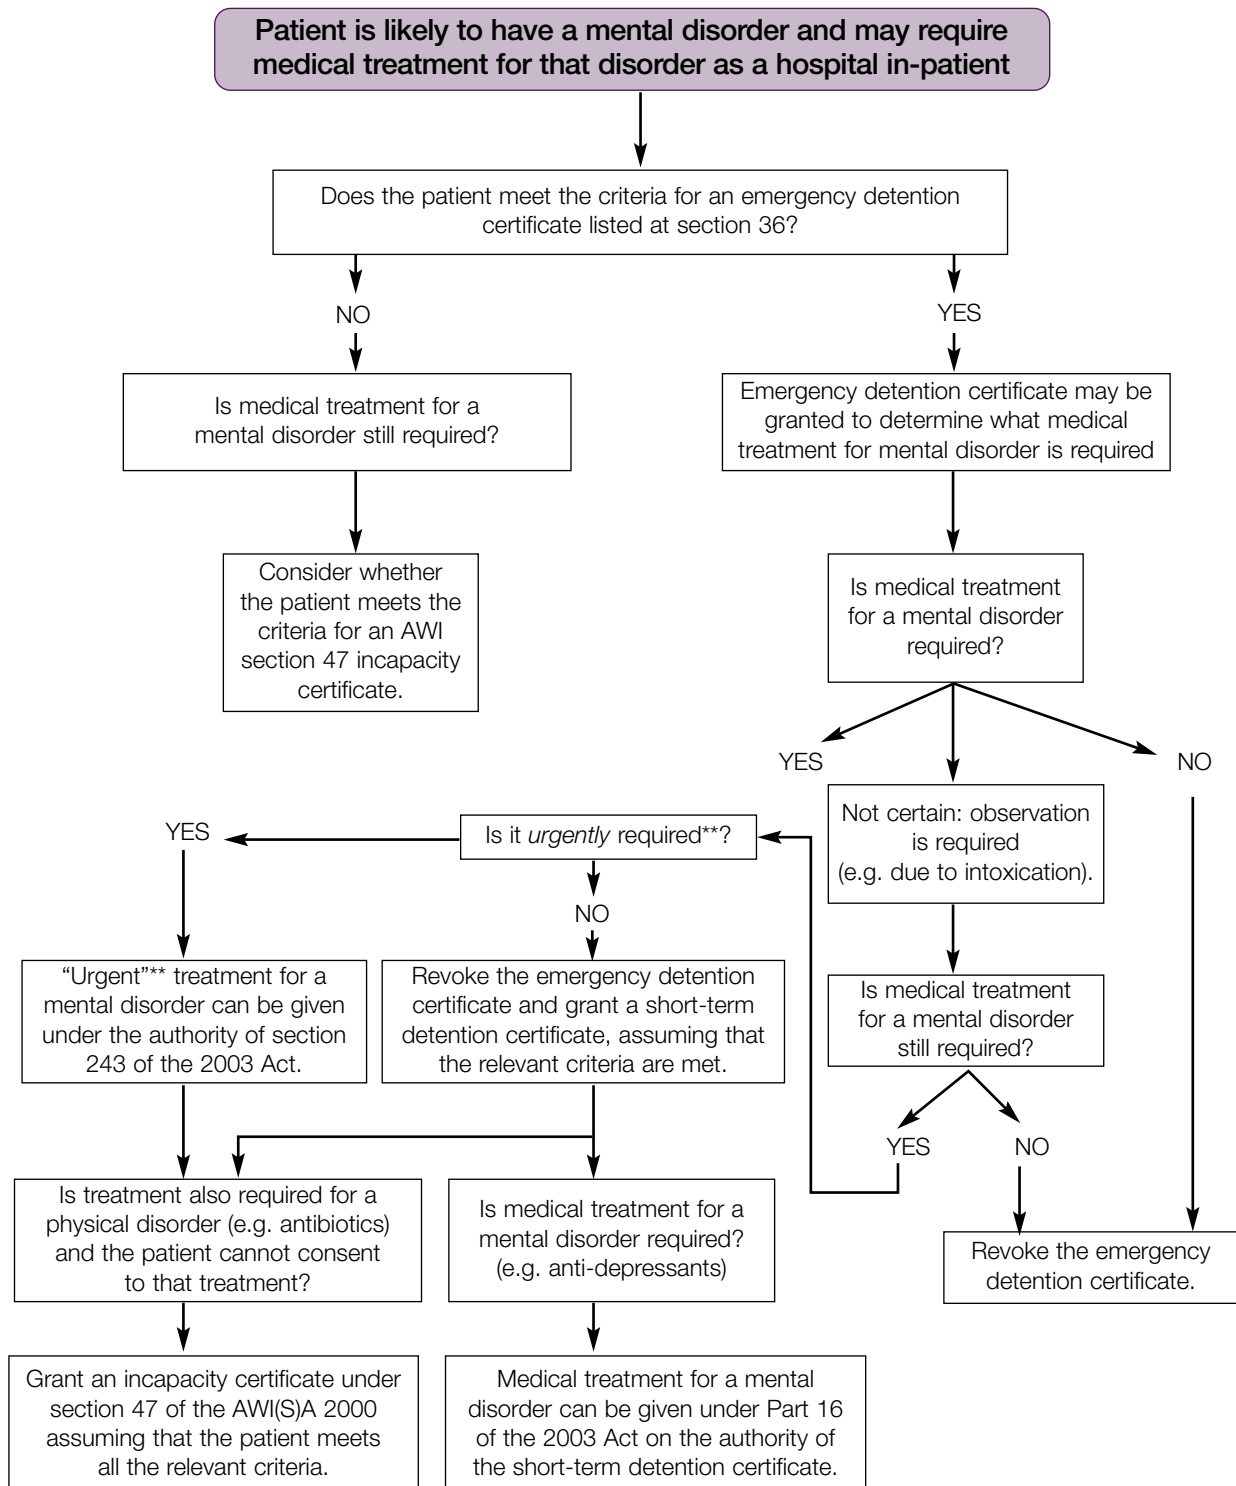 Patient is likely to have a mental disorder and may require
medical treatment for that disorder as a hospital in-patient
Does the patient meet the criteria for an emergency detention
certificate listed at section 36?
NO
YES
Is medical treatment for a
mental disorder still required?
Emergency detention certificate may be
granted to determine what medical
treatment for mental disorder is required
Consider whether
the patient meets the
criteria for an AWI
section 47 incapacity
certificate.
Is medical treatment
for a mental disorder
required?
YES
NO
Not certain: observation
is required
(e.g. due to intoxication).
YES
Is it urgently required**?
NO
“Urgent”** treatment for a
mental disorder can be given
under the authority of section
243 of the 2003 Act.
Revoke the emergency detention
certificate and grant a short-term
detention certificate, assuming that
the relevant criteria are met.
Is medical treatment
for a mental disorder
still required?
YES
NO
Is treatment also required for a
physical disorder (e.g. antibiotics)
and the patient cannot consent
to that treatment?
Is medical treatment for a
mental disorder required?
(e.g. anti-depressants)
Revoke the emergency
detention certificate.
Grant an incapacity certificate under
section 47 of the AWI(S)A 2000
assuming that the patient meets
all the relevant criteria.
Medical treatment for a mental
disorder can be given under Part 16
of the 2003 Act on the authority of
the short-term detention certificate.